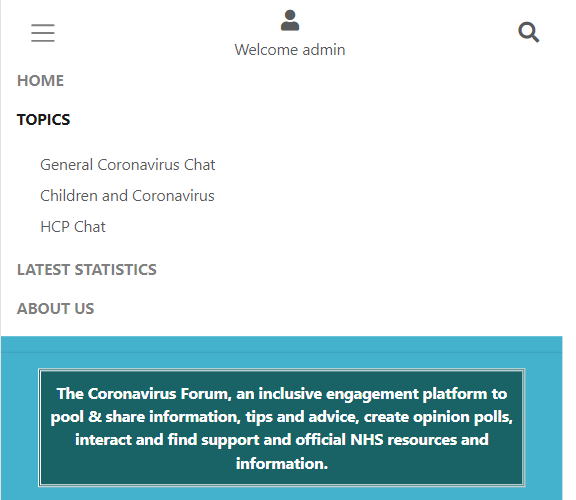 Welcome admin
HOME
TOPICS
General Coronavirus Chat
Children and Coronavirus
HCP Chat
LATEST STATISTICS
ABOUT US
The Coronavirus Forum, an inclusive engagement platform to
pool & share information, tips and advice, create opinion polls,
interact and find support and official NHS resources and
information.